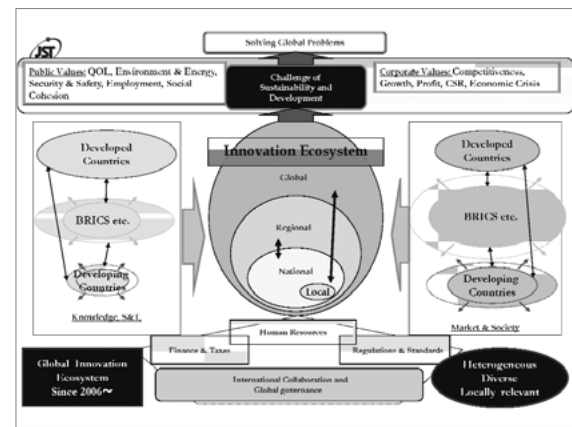 JST
Solving Global Problems
Public Values: QOL, Environment & Energy,
Security & Safety, Employment, Social
Cohesion
Challenge of
Sustainability and
Development
Corporate Values: Competitiveness,
Growth, Profit, CSR, Economic Crisis
Innovation Ecosystem
Developed
Countries
BRICS etc.
Developing
Countries
Knowledge, S&T,
Global
Regional
National
Local
Developed
Countries
BRICS etc.
Developing
Countries
Market & Society
Human Resources
Finance & Taxes
Regulations & Standards
International Collaboration and
Global governance
Global Innovation
Ecosystem
Since 2006~
Heterogeneous
Diverse
Locally relevant